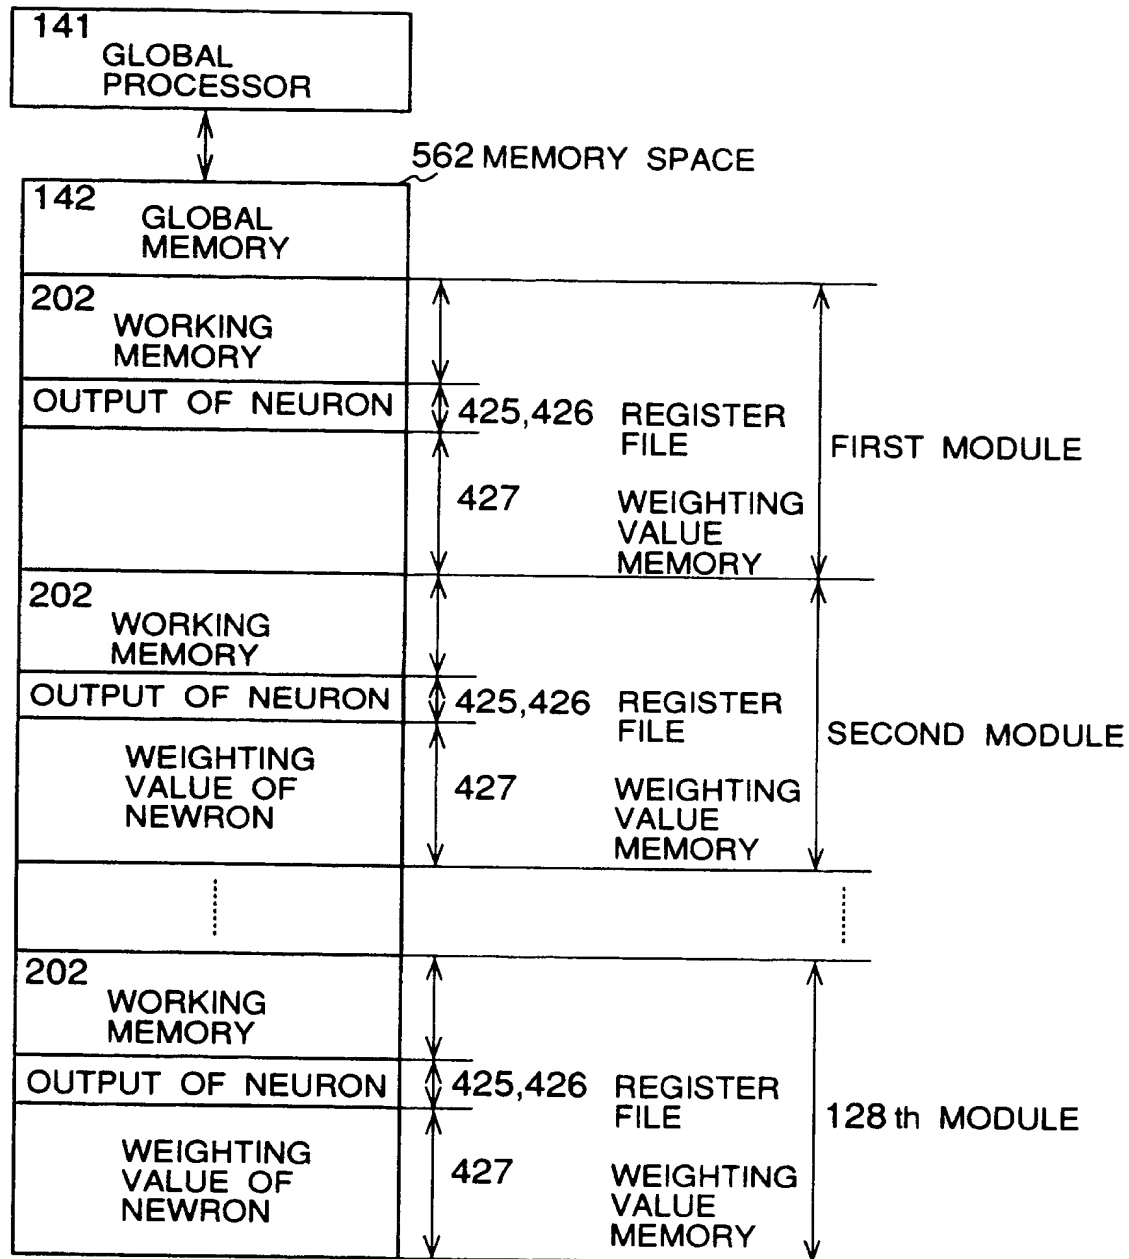 141
GLOBAL
PROCESSOR
562 MEMORY SPACE
142
GLOBAL
MEMORY
202
WORKING
MEMORY
OUTPUT OF NEURON
425,426 REGISTER
FILE
FIRST MODULE
427 WEIGHTING
VALUE
MEMORY
202
WORKING
MEMORY
OUTPUT OF NEURON
425,426 REGISTER
FILE
SECOND MODULE
WEIGHTING
VALUE OF
NEWRON
427 WEIGHTING
VALUE
MEMORY
202
WORKING
MEMORY
OUTPUT OF NEURON
425,426 REGISTER
FILE
128 th MODULE
WEIGHTING
VALUE OF
NEWRON
427 WEIGHTING
VALUE
MEMORY